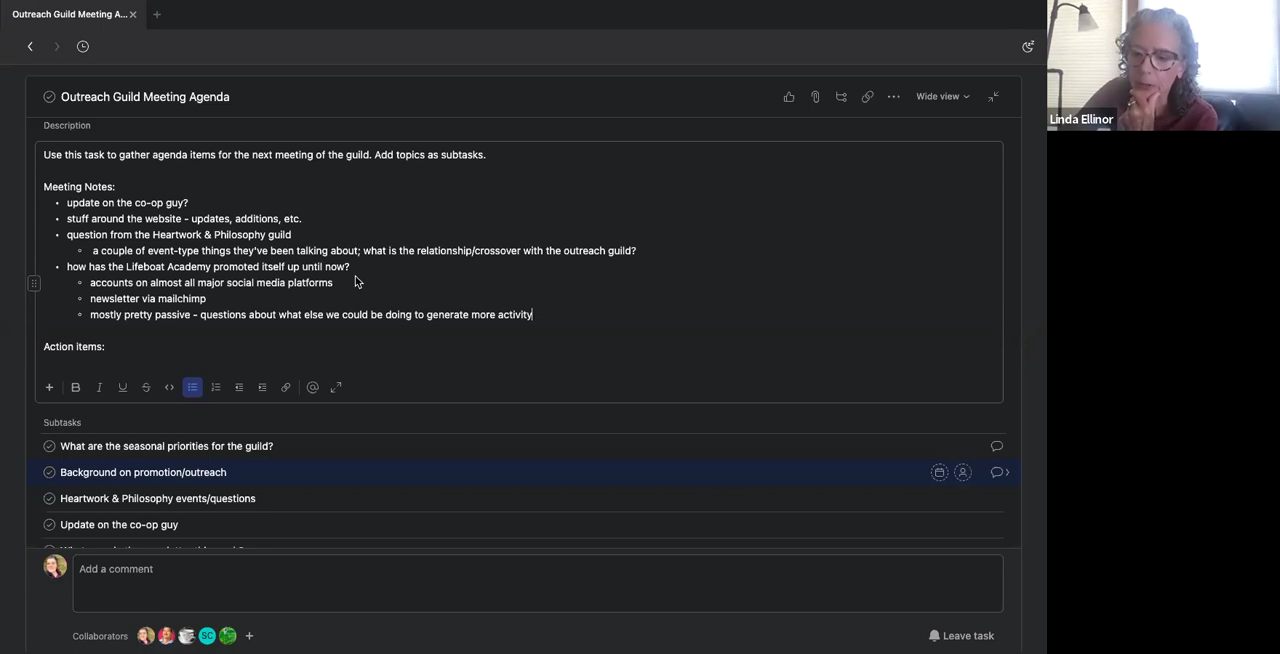 Outreach Guild Meeting A...
Outreach Guild Meeting Agenda
Wide view
Linda Ellinor
Description
Use this task to gather agenda items for the next meeting of the guild. Add topics as subtasks.
Meeting Notes:
update on the co-op guy?
stuff around the website - updates, additions, etc.
question from the Heartwork & Philosophy guild
a couple of event-type things they've been talking about; what is the relationship/crossover with the outreach guild?
how has the Lifeboat Academy promoted itself up until now?
accounts on almost all major social media platforms
newsletter via mailchimp
mostly pretty passive - questions about what else we could be doing to generate more activity
Action items:
Subtasks
What are the seasonal priorities for the guild?
Background on promotion/outreach
Heartwork & Philosophy events/questions
Update on the co-op guy
Add a comment
Collaborators
SC
Leave task